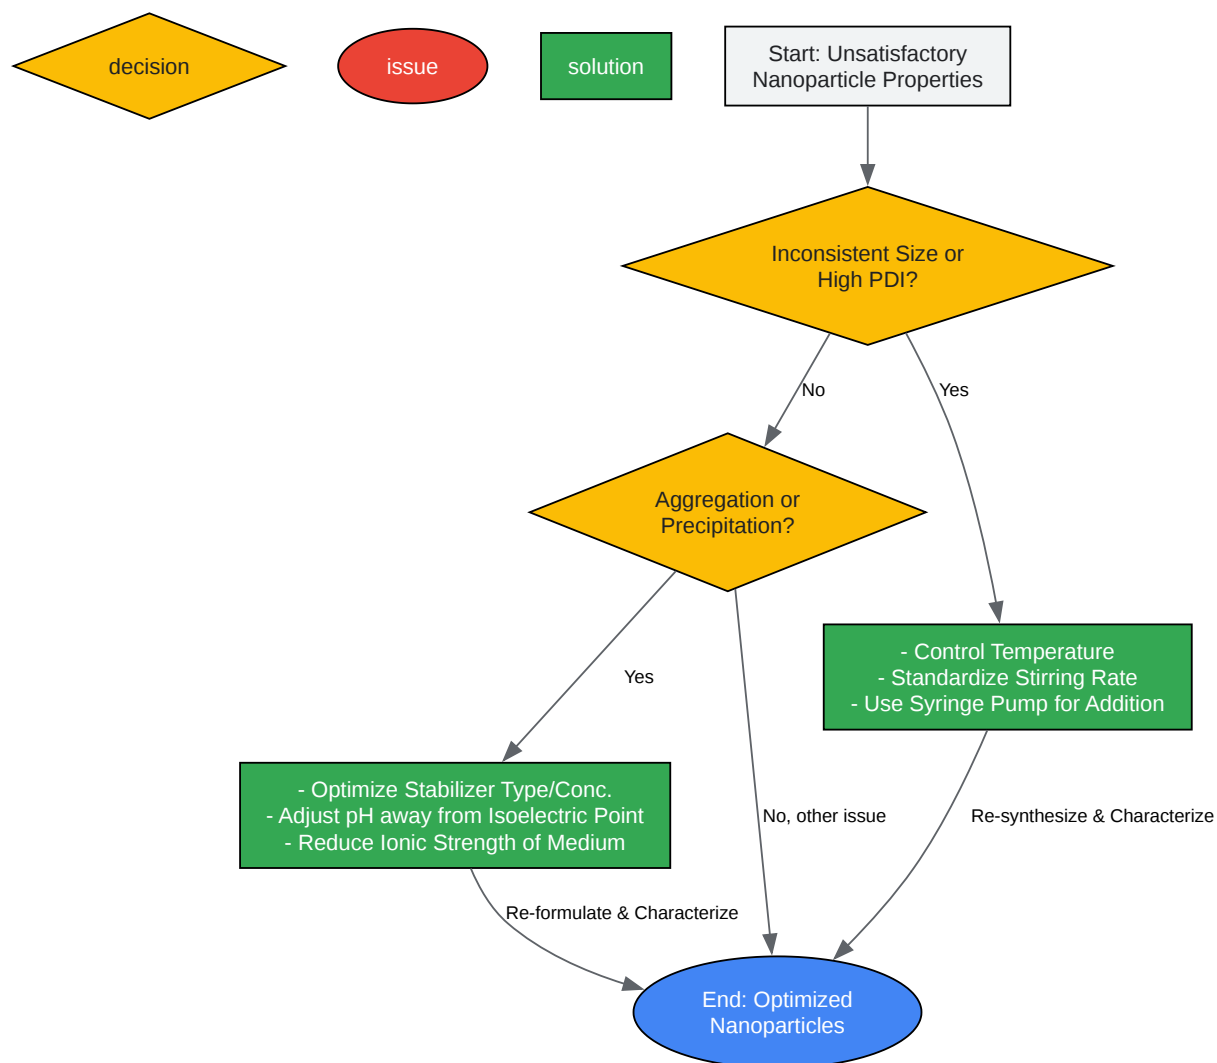 decision
issue
solution
Start: Unsatisfactory
Nanoparticle Properties
Inconsistent Size or
High PDI?
No
Yes
Aggregation or
Precipitation?
Yes
- Control Temperature
- Standardize Stirring Rate
- Use Syringe Pump for Addition
- Optimize Stabilizer Type/Conc.
- Adjust pH away from Isoelectric Point
- Reduce Ionic Strength of Medium
No, other issue
Re-synthesize & Characterize
Re-formulate & Characterize
End: Optimized
Nanoparticles